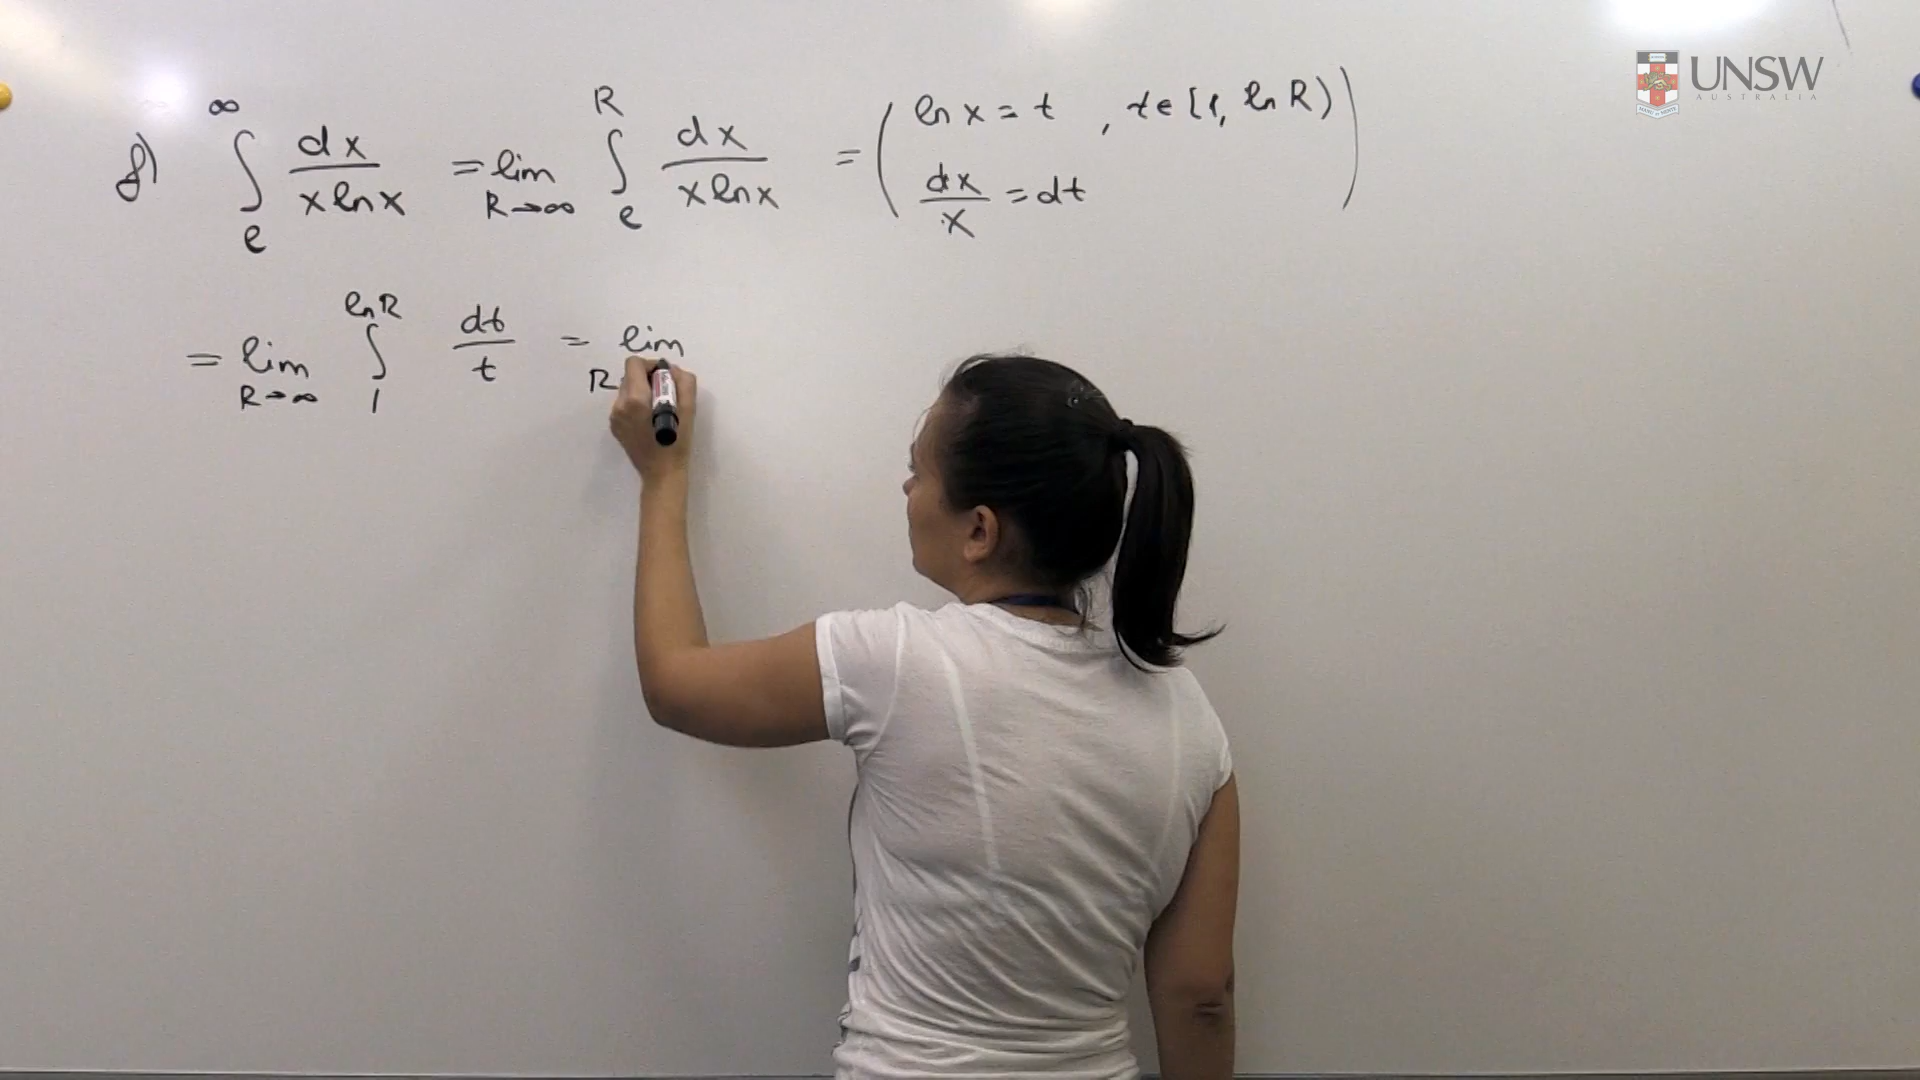 UNSW
AUSTRALIA
f) ∫_e^∞ dx/(x ln x) = lim_{R→∞} ∫_e^R dx/(x ln x) = ( ln x = t , t ∈ [1, ln R)
dx/x = dt )
= lim_{R→∞} ∫_1^{ln R} dt/t = lim R